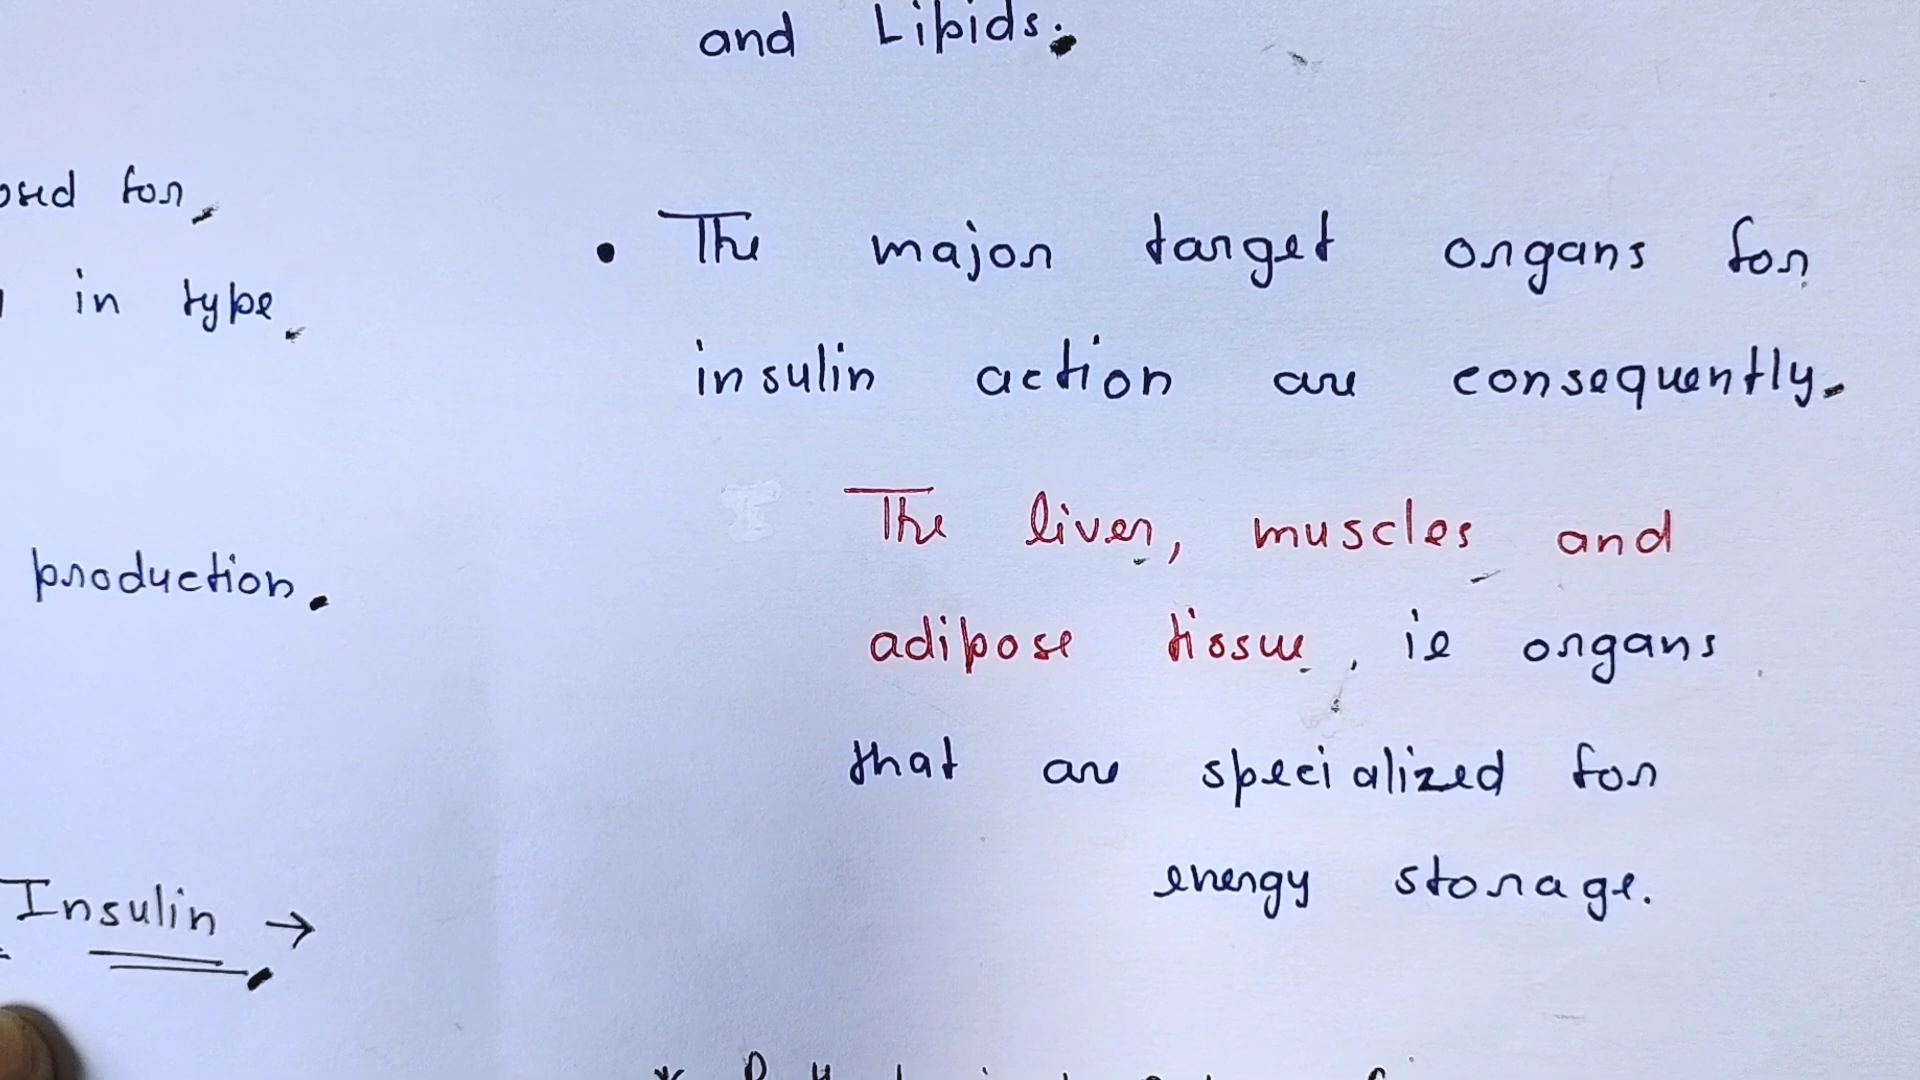 and Lipids.
for,
in type
production.
Insulin →
• The major target organs for
insulin action are consequently.
The liver, muscles and
adipose tissue, ie organs
that are specialized for
energy storage.